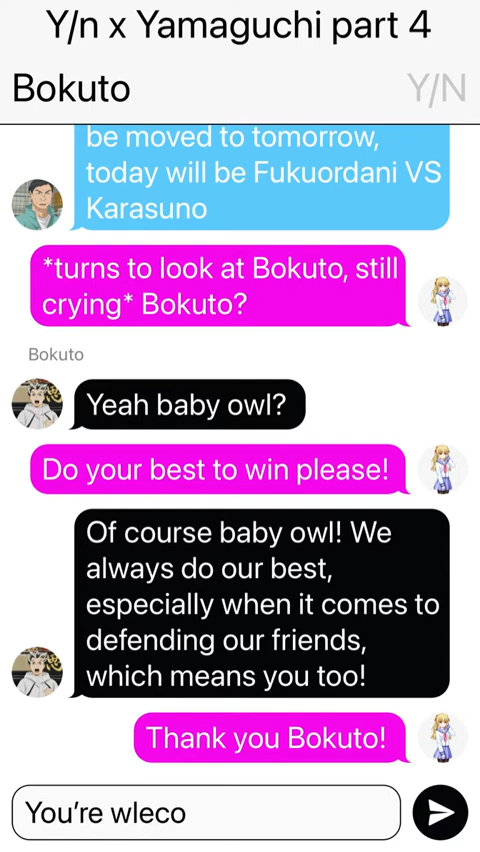 Y/n x Yamaguchi part 4
Bokuto
Y/N
be moved to tomorrow,
today will be Fukuordani VS
Karasuno
*turns to look at Bokuto, still
crying* Bokuto?
Bokuto
Yeah baby owl?
Do your best to win please!
Of course baby owl! We
always do our best,
especially when it comes to
defending our friends,
which means you too!
Thank you Bokuto!
You’re wleco